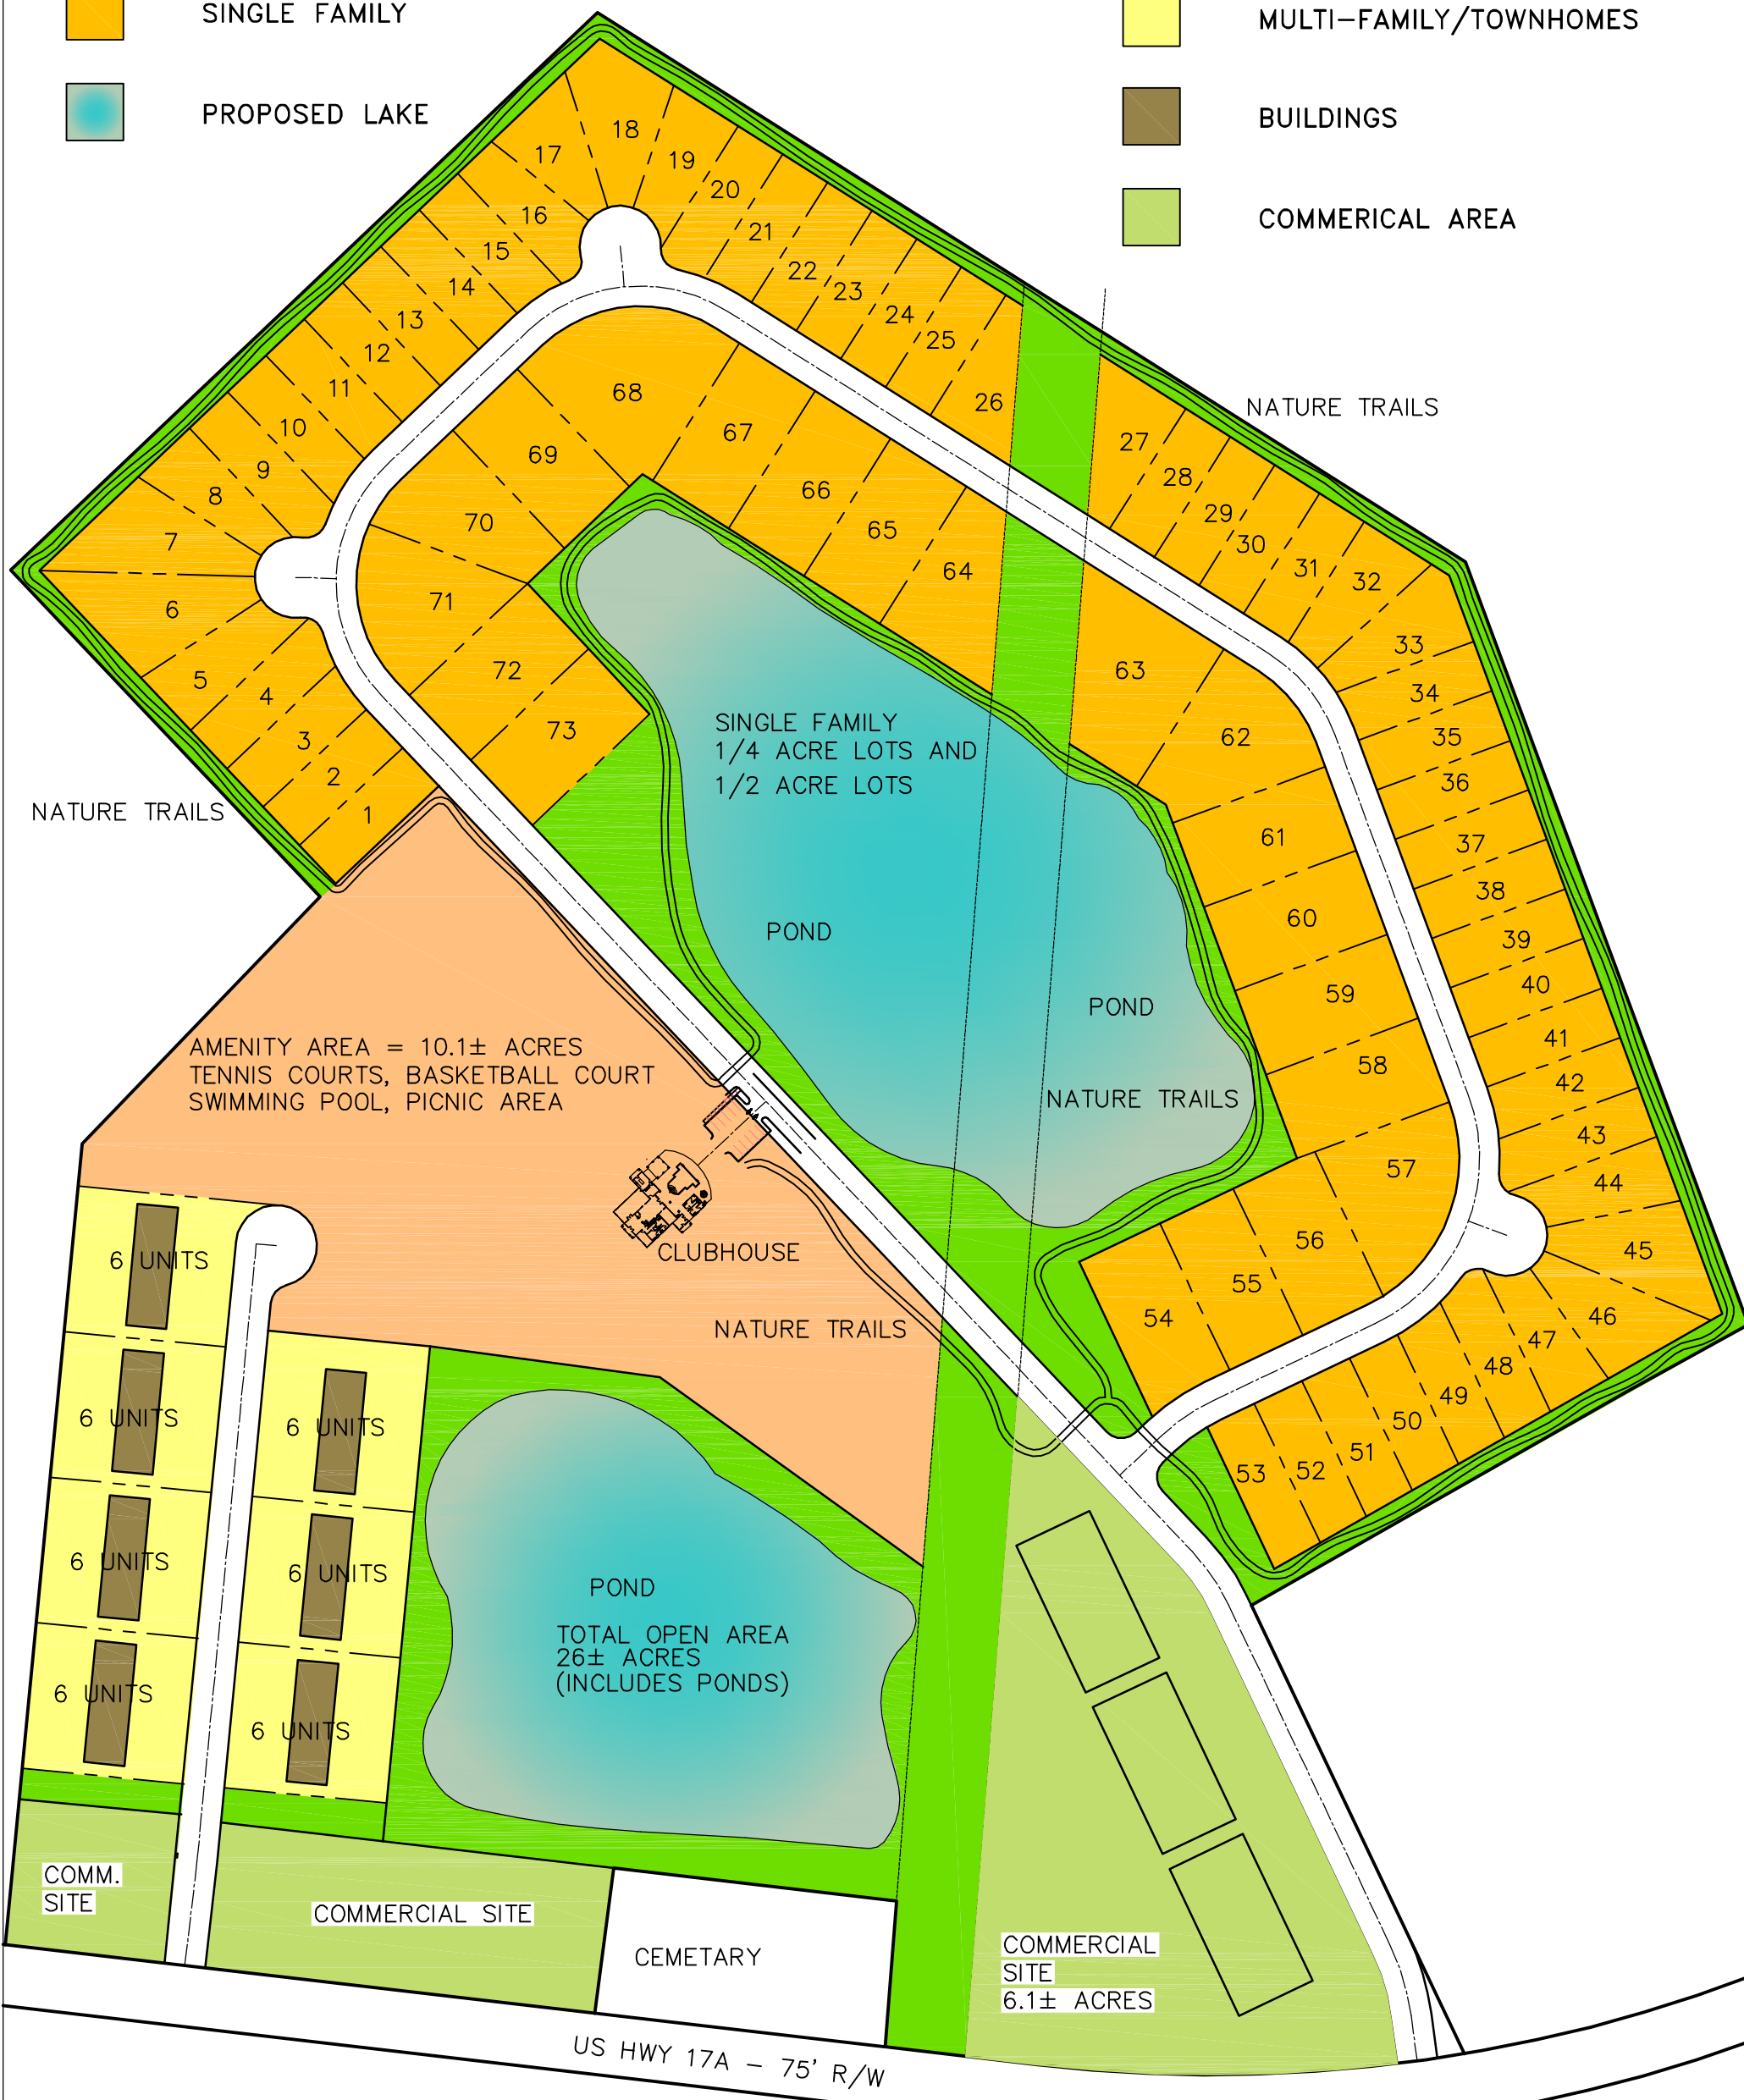 SINGLE FAMILY
PROPOSED LAKE
MULTI-FAMILY/TOWNHOMES
BUILDINGS
COMMERICAL AREA
18
17
19
20
16
21
15
22
14
23
13
24
12
25
11
26
10
9
8
7
6
5
4
3
2
1
NATURE TRAILS
27
28
29
30
31
32
33
34
35
36
37
38
39
40
41
42
43
44
45
46
47
48
49
50
51
52
53
54
55
56
57
58
59
60
61
62
63
64
65
66
67
68
69
70
71
72
73
NATURE TRAILS
SINGLE FAMILY
1/4 ACRE LOTS AND
1/2 ACRE LOTS
POND
POND
NATURE TRAILS
AMENITY AREA = 10.1± ACRES
TENNIS COURTS, BASKETBALL COURT
SWIMMING POOL, PICNIC AREA
CLUBHOUSE
NATURE TRAILS
6 UNITS
6 UNITS
6 UNITS
6 UNITS
6 UNITS
6 UNITS
6 UNITS
POND
TOTAL OPEN AREA
26± ACRES
(INCLUDES PONDS)
COMM.
SITE
COMMERCIAL SITE
CEMETARY
COMMERCIAL
SITE
6.1± ACRES
US HWY 17A - 75' R/W